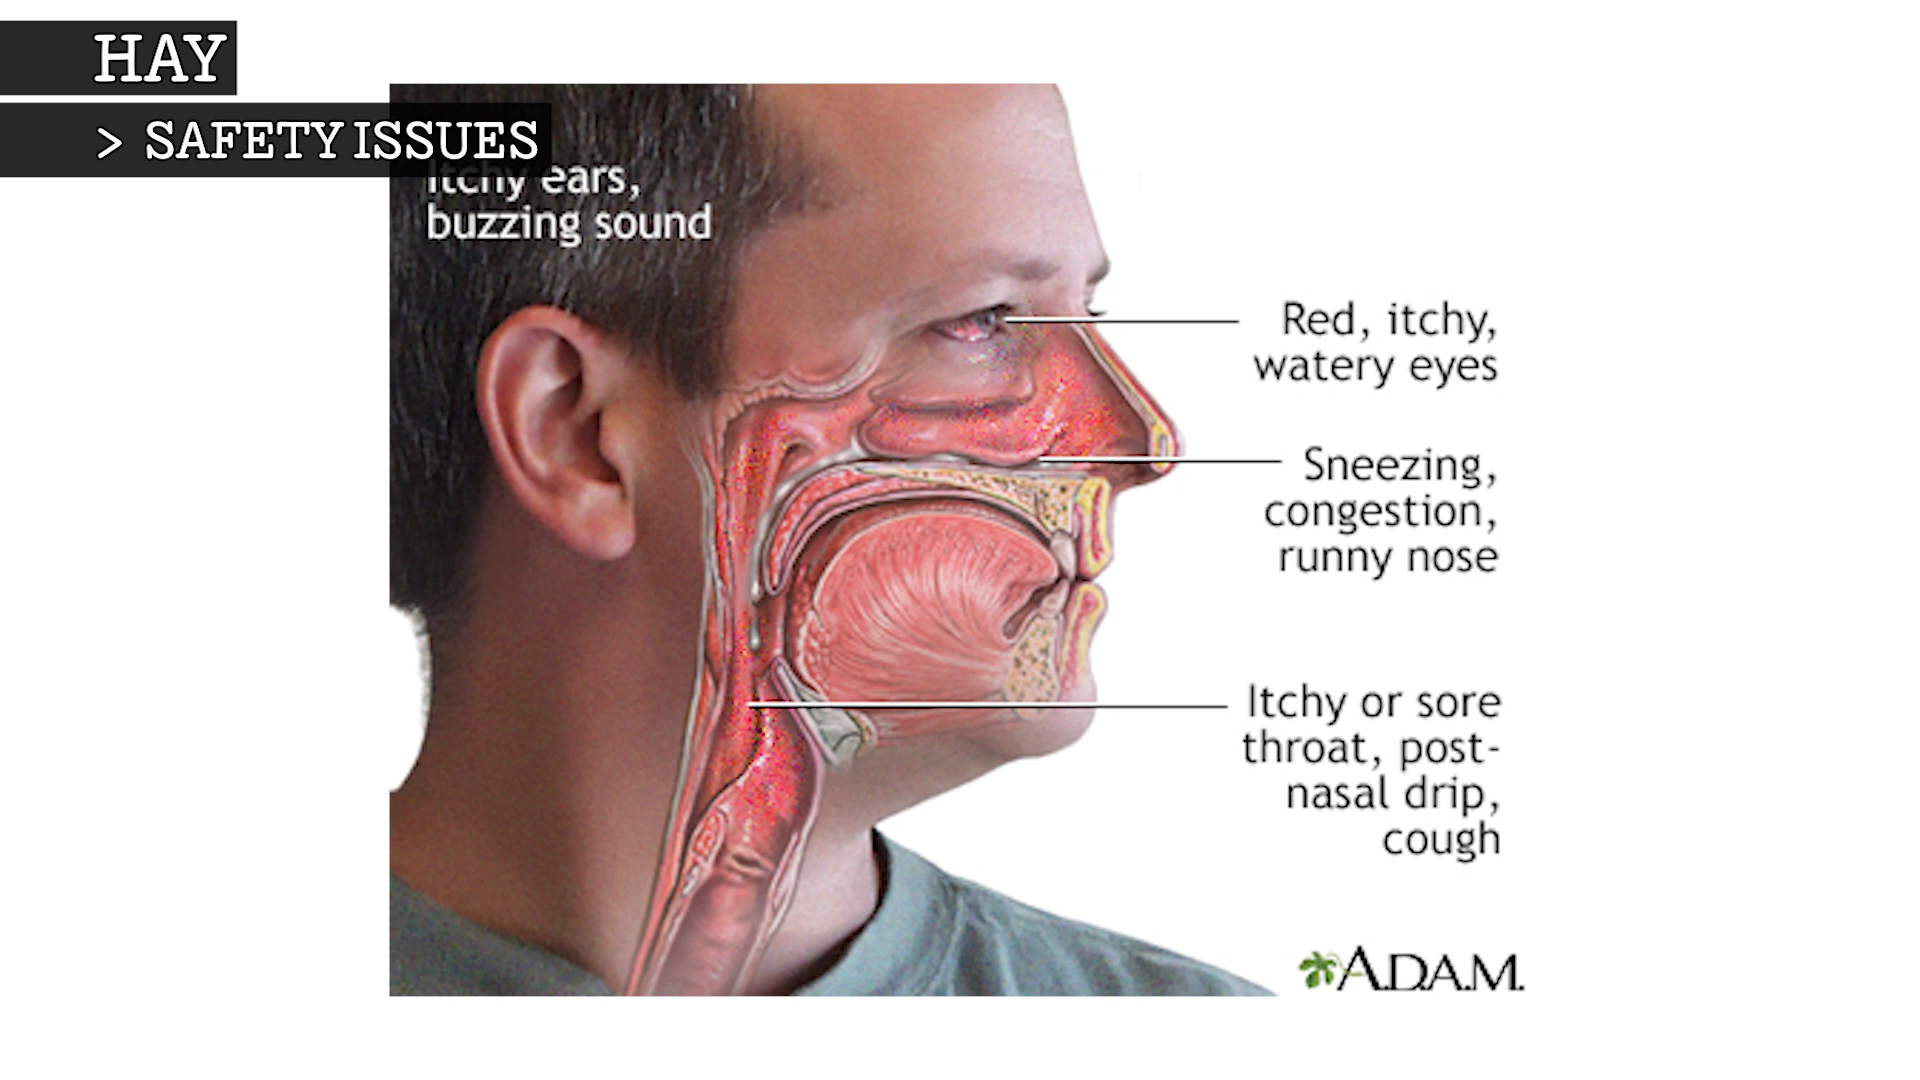 HAY
> SAFETY ISSUES
Itchy ears,
buzzing sound
Red, itchy,
watery eyes
Sneezing,
congestion,
runny nose
Itchy or sore
throat, post-
nasal drip,
cough
A.D.A.M.